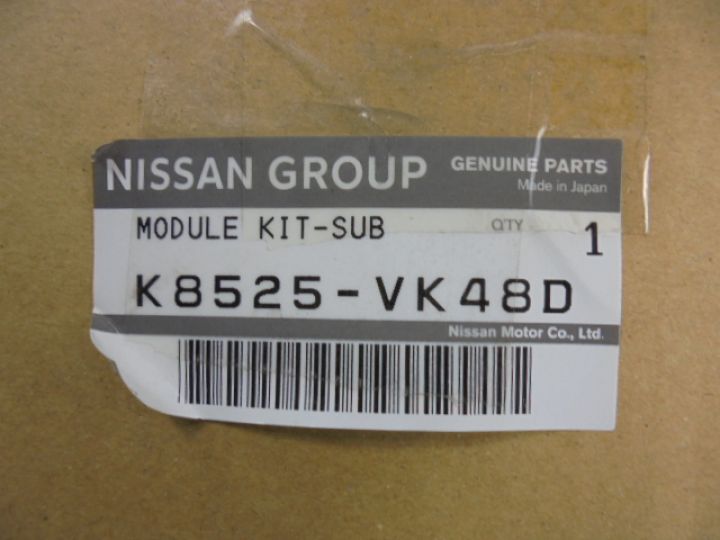 NISSAN GROUP GENUINE PARTS
Made in Japan
MODULE KIT-SUB QTY 1
K8525-VK48D
Nissan Motor Co., Ltd.